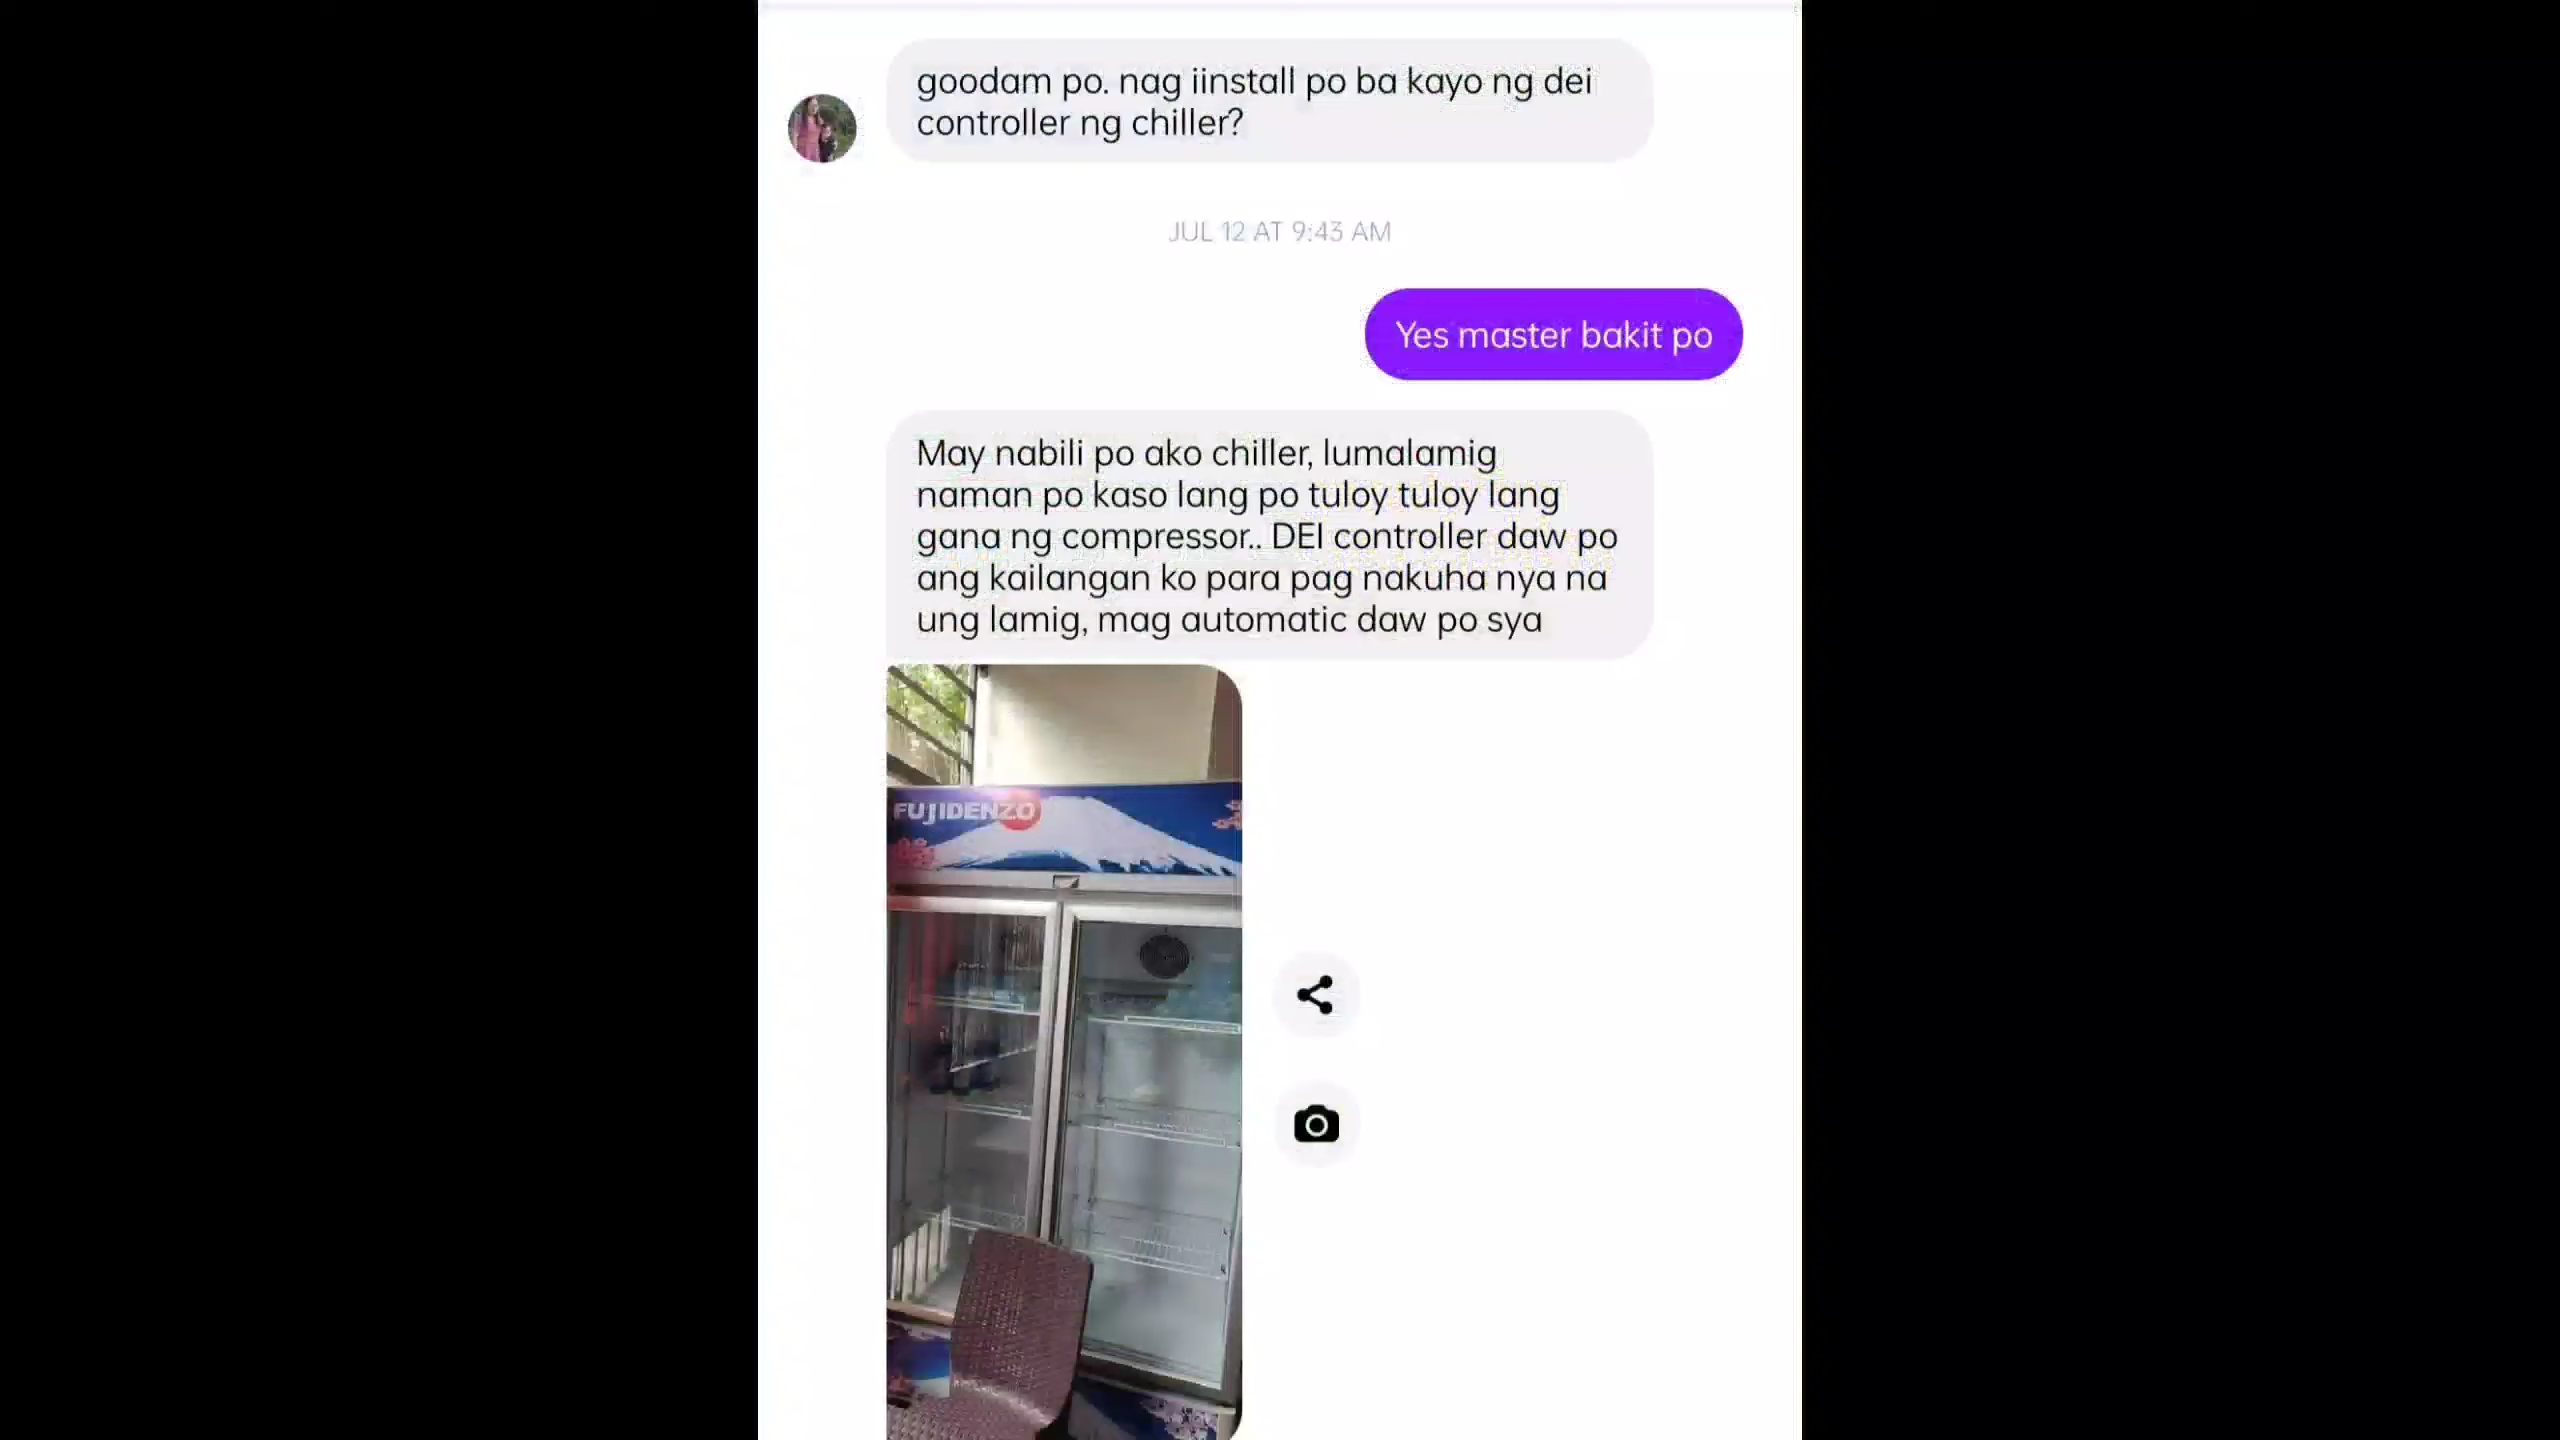 goodam po. nag iinstall po ba kayo ng dei
controller ng chiller?
JUL 12 AT 9:43 AM
Yes master bakit po
May nabili po ako chiller, lumalamig
naman po kaso lang po tuloy tuloy lang
gana ng compressor.. DEI controller daw po
ang kailangan ko para pag nakuha nya na
ung lamig, mag automatic daw po sya
FUJIDENZO